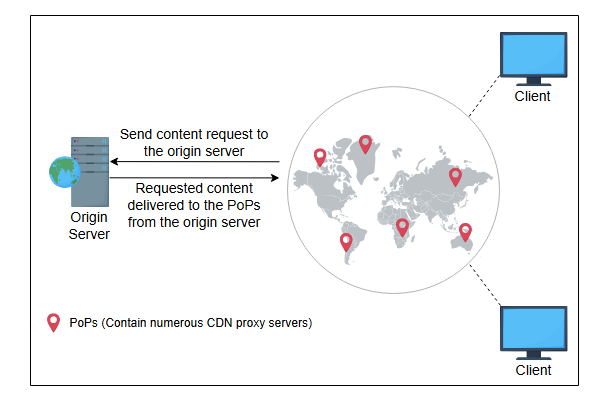 Client
Send content request to
the origin server
Requested content
delivered to the PoPs
from the origin server
Origin
Server
PoPs (Contain numerous CDN proxy servers)
Client